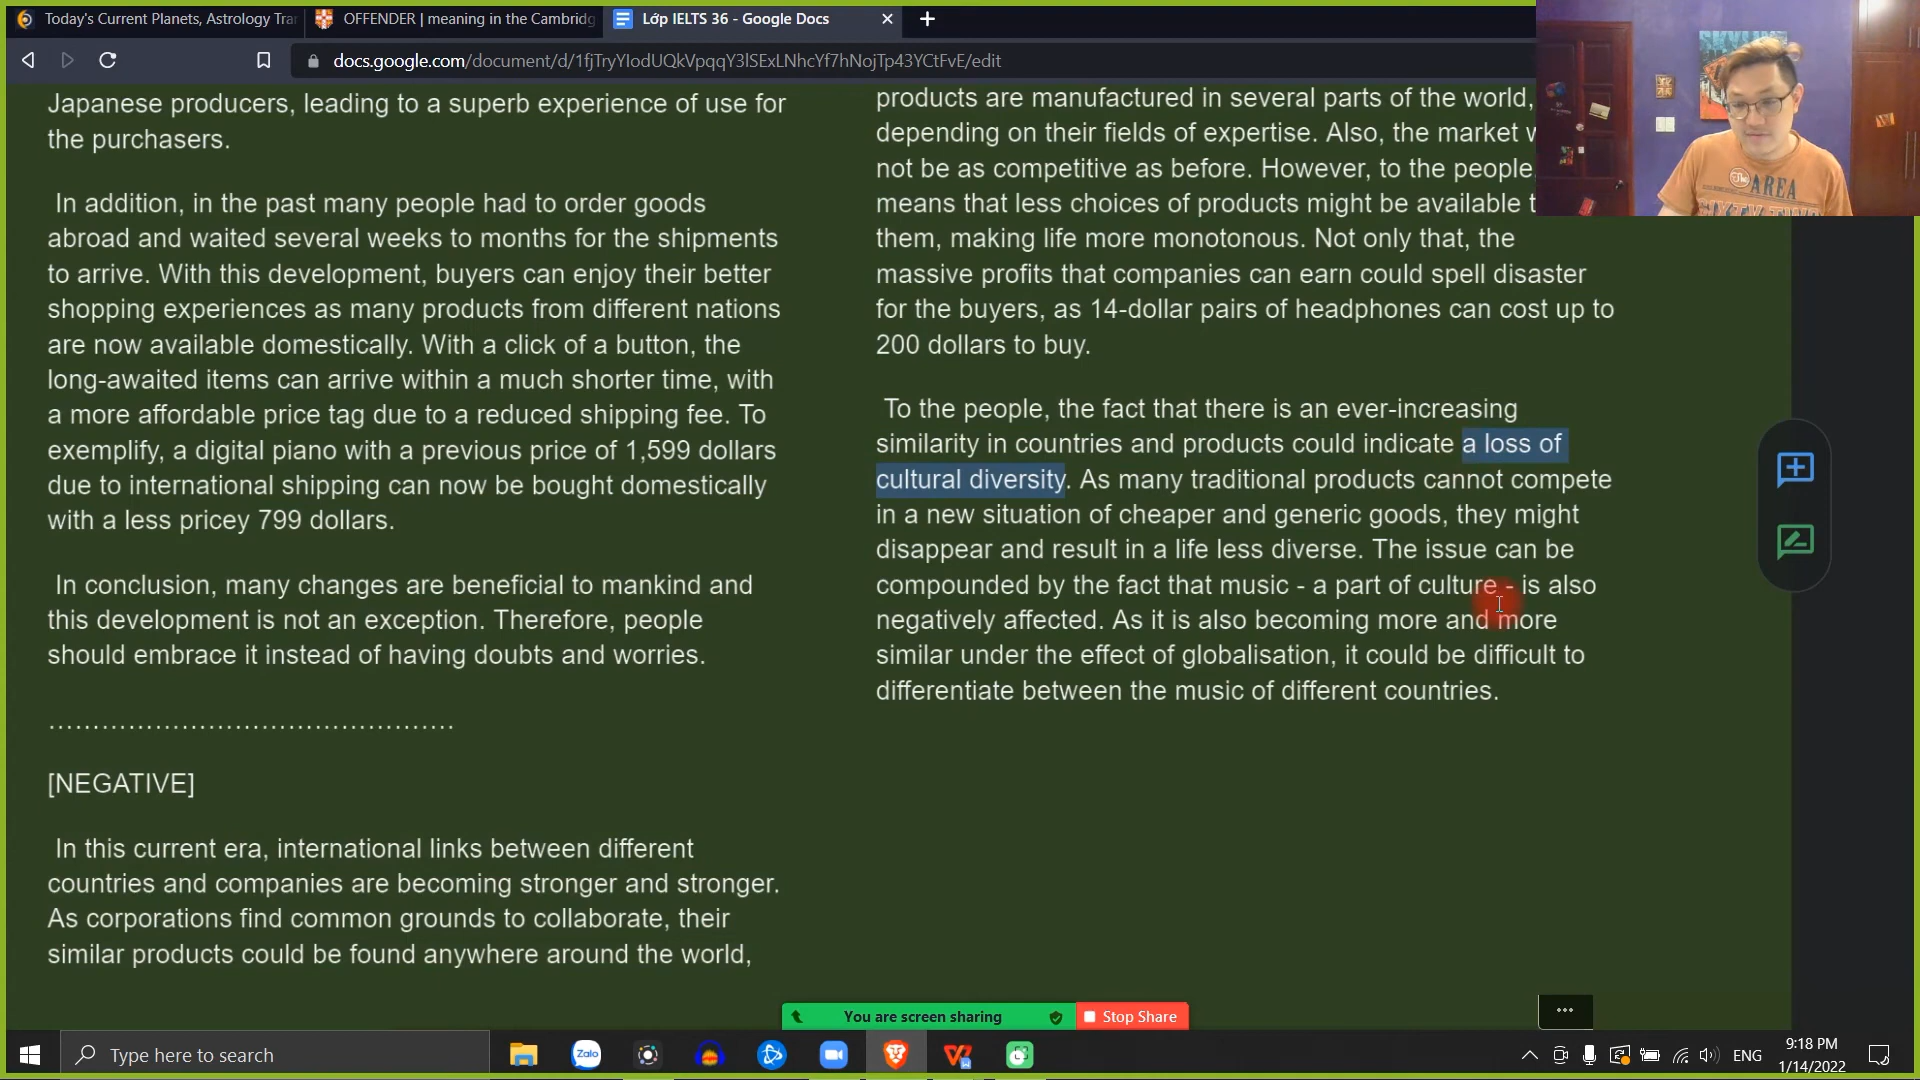 Today's Current Planets, Astrology Tra
OFFENDER | meaning in the Cambridg
Lớp IELTS 36 - Google Docs
docs.google.com/document/d/1fjTryYIodUQkVpqqY3lSExLNhcYf7hNojTp43YCtFvE/edit
Japanese producers, leading to a superb experience of use for
the purchasers.
In addition, in the past many people had to order goods
abroad and waited several weeks to months for the shipments
to arrive. With this development, buyers can enjoy their better
shopping experiences as many products from different nations
are now available domestically. With a click of a button, the
long-awaited items can arrive within a much shorter time, with
a more affordable price tag due to a reduced shipping fee. To
exemplify, a digital piano with a previous price of 1,599 dollars
due to international shipping can now be bought domestically
with a less pricey 799 dollars.
In conclusion, many changes are beneficial to mankind and
this development is not an exception. Therefore, people
should embrace it instead of having doubts and worries.
……………………………………….
[NEGATIVE]
In this current era, international links between different
countries and companies are becoming stronger and stronger.
As corporations find common grounds to collaborate, their
similar products could be found anywhere around the world,
products are manufactured in several parts of the world,
depending on their fields of expertise. Also, the market w
not be as competitive as before. However, to the people,
means that less choices of products might be available t
them, making life more monotonous. Not only that, the
massive profits that companies can earn could spell disaster
for the buyers, as 14-dollar pairs of headphones can cost up to
200 dollars to buy.
To the people, the fact that there is an ever-increasing
similarity in countries and products could indicate a loss of
cultural diversity. As many traditional products cannot compete
in a new situation of cheaper and generic goods, they might
disappear and result in a life less diverse. The issue can be
compounded by the fact that music - a part of culture - is also
negatively affected. As it is also becoming more and more
similar under the effect of globalisation, it could be difficult to
differentiate between the music of different countries.
AREA
You are screen sharing
Stop Share
Type here to search
Zalo
ENG
9:18 PM
1/14/2022